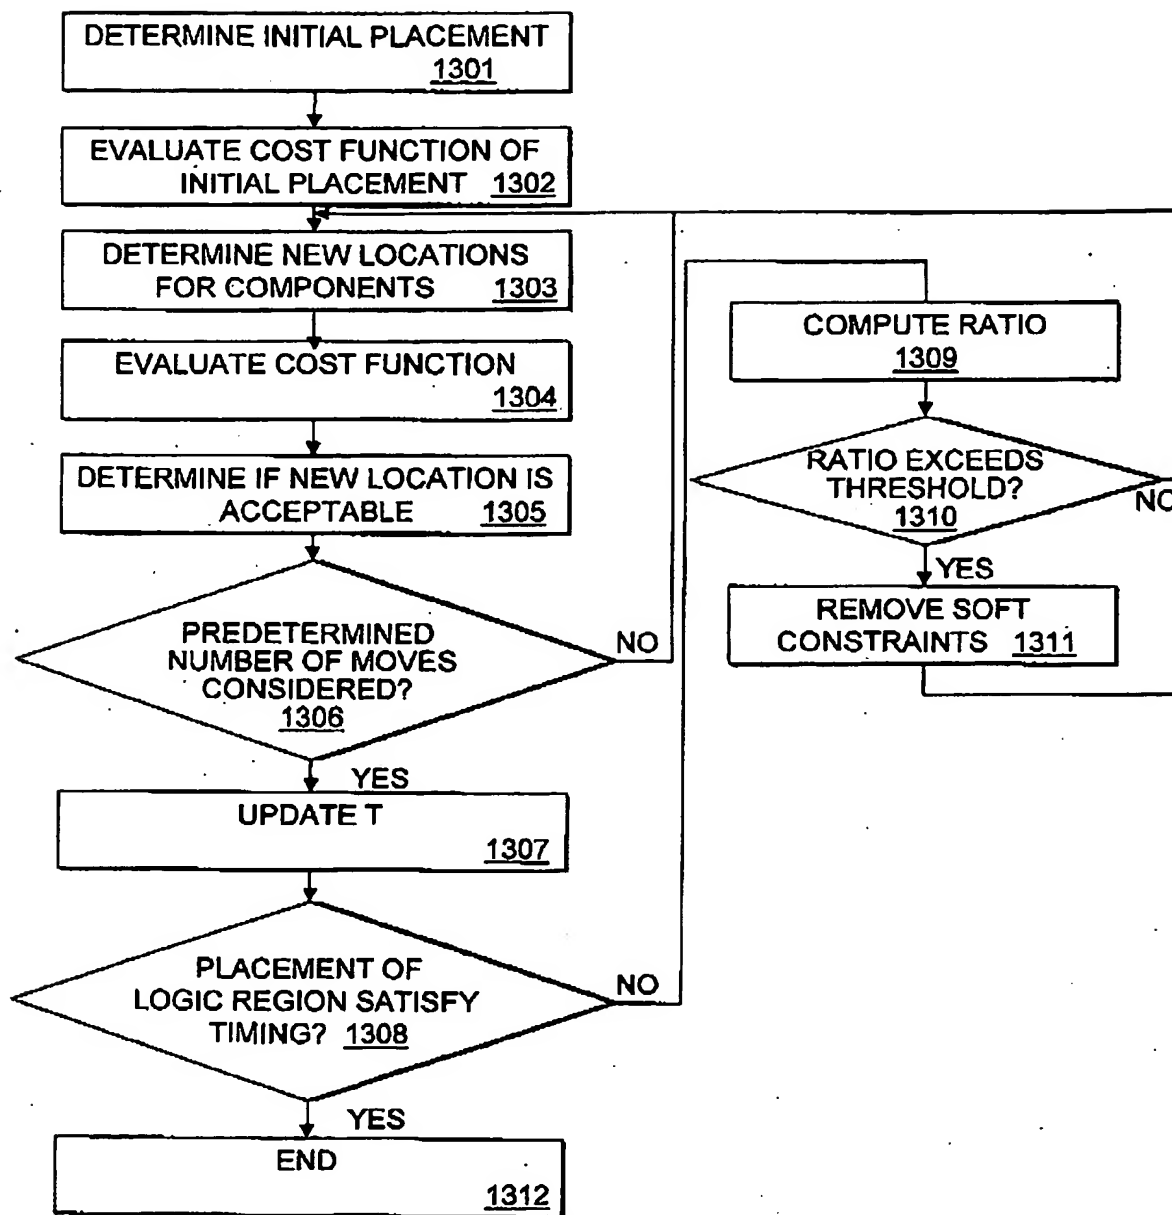 DETERMINE INITIAL PLACEMENT
1301
EVALUATE COST FUNCTION OF
INITIAL PLACEMENT 1302
DETERMINE NEW LOCATIONS
FOR COMPONENTS 1303
EVALUATE COST FUNCTION
1304
DETERMINE IF NEW LOCATION IS
ACCEPTABLE 1305
PREDETERMINED
NUMBER OF MOVES
CONSIDERED?
1306
NO
YES
UPDATE T
1307
PLACEMENT OF
LOGIC REGION SATISFY
TIMING? 1308
NO
YES
END
1312
COMPUTE RATIO
1309
RATIO EXCEEDS
THRESHOLD?
1310
NO
YES
REMOVE SOFT
CONSTRAINTS 1311